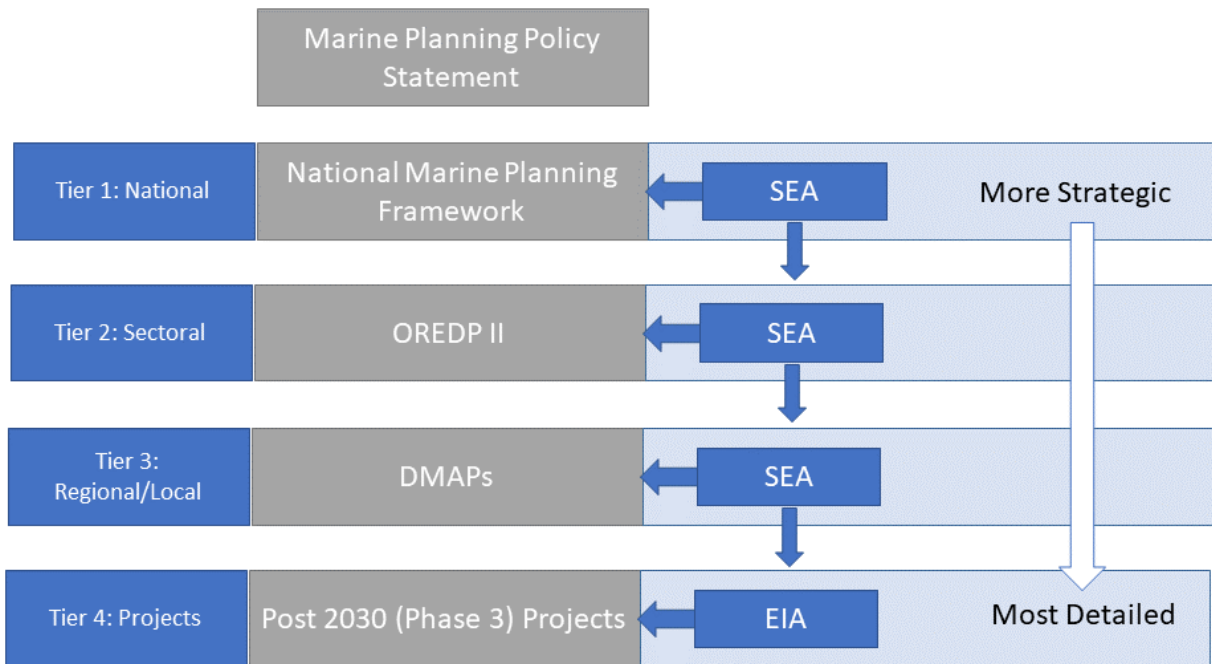 Marine Planning Policy
Statement
Tier 1: National
National Marine Planning
Framework
SEA
More Strategic
Tier 2: Sectoral
OREDP II
SEA
Tier 3:
Regional/Local
DMAPs
SEA
Tier 4: Projects
Post 2030 (Phase 3) Projects
EIA
Most Detailed